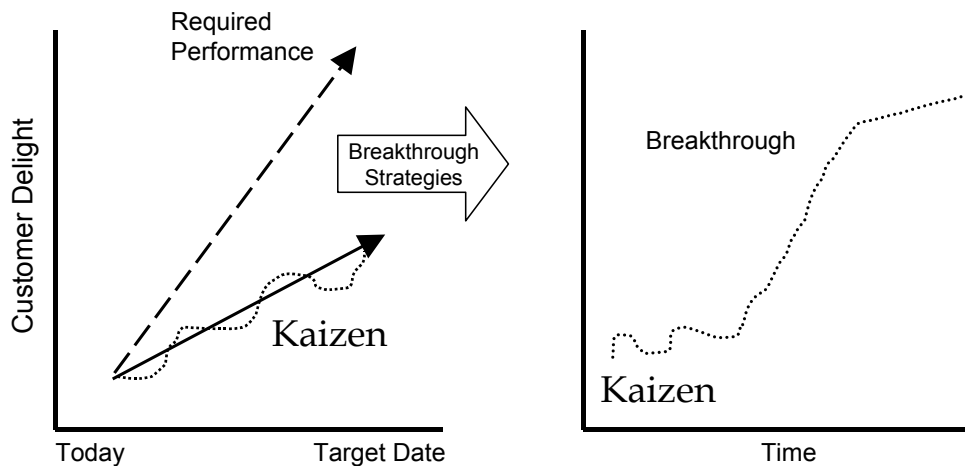 Required
Performance
Customer Delight
Breakthrough
Strategies
Kaizen
Today
Target Date
Breakthrough
Kaizen
Time